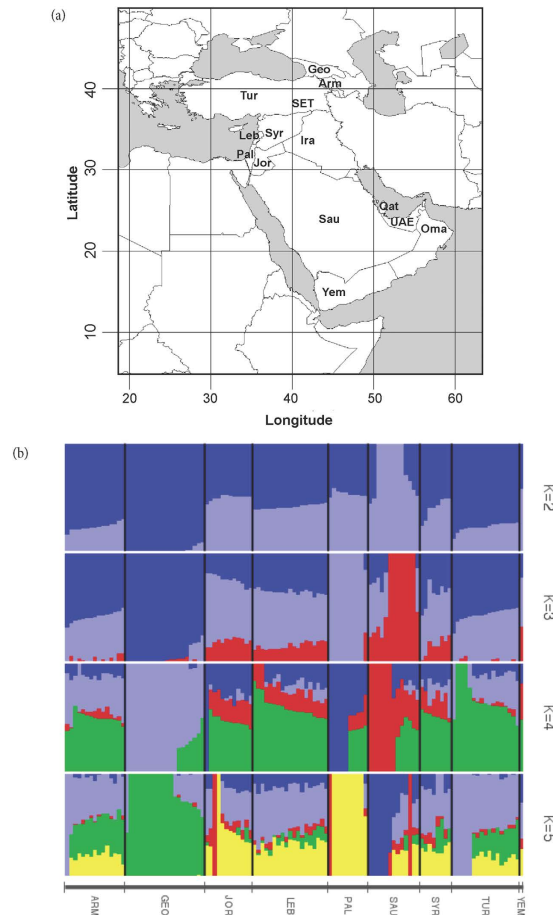 (a)
Geo
Arm
Tur
SET
Leb
Syr
Ira
Pal
Jor
Qat
UAE
Sau
Oma
Yem
40
30
20
10
Latitude
20
30
40
50
60
Longitude
(b)
K=2
K=3
K=4
K=5
ARM
GEO
JOR
LEB
PAL
SAU
SYR
TUR
YEM